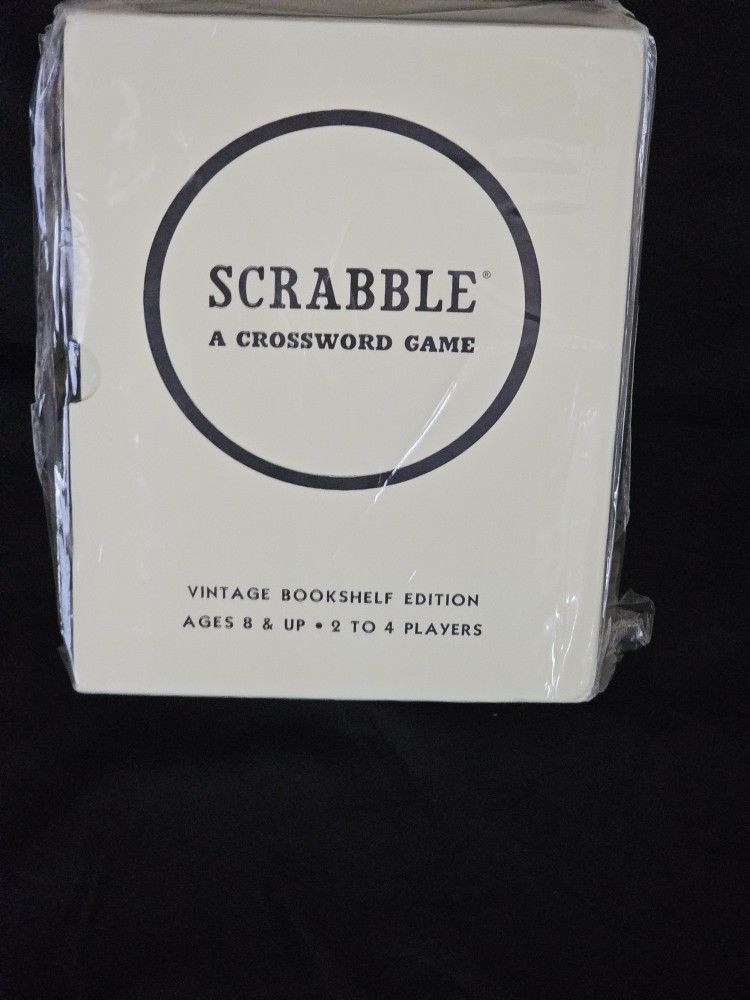 SCRABBLE®
A CROSSWORD GAME
VINTAGE BOOKSHELF EDITION
AGES 8 & UP • 2 TO 4 PLAYERS